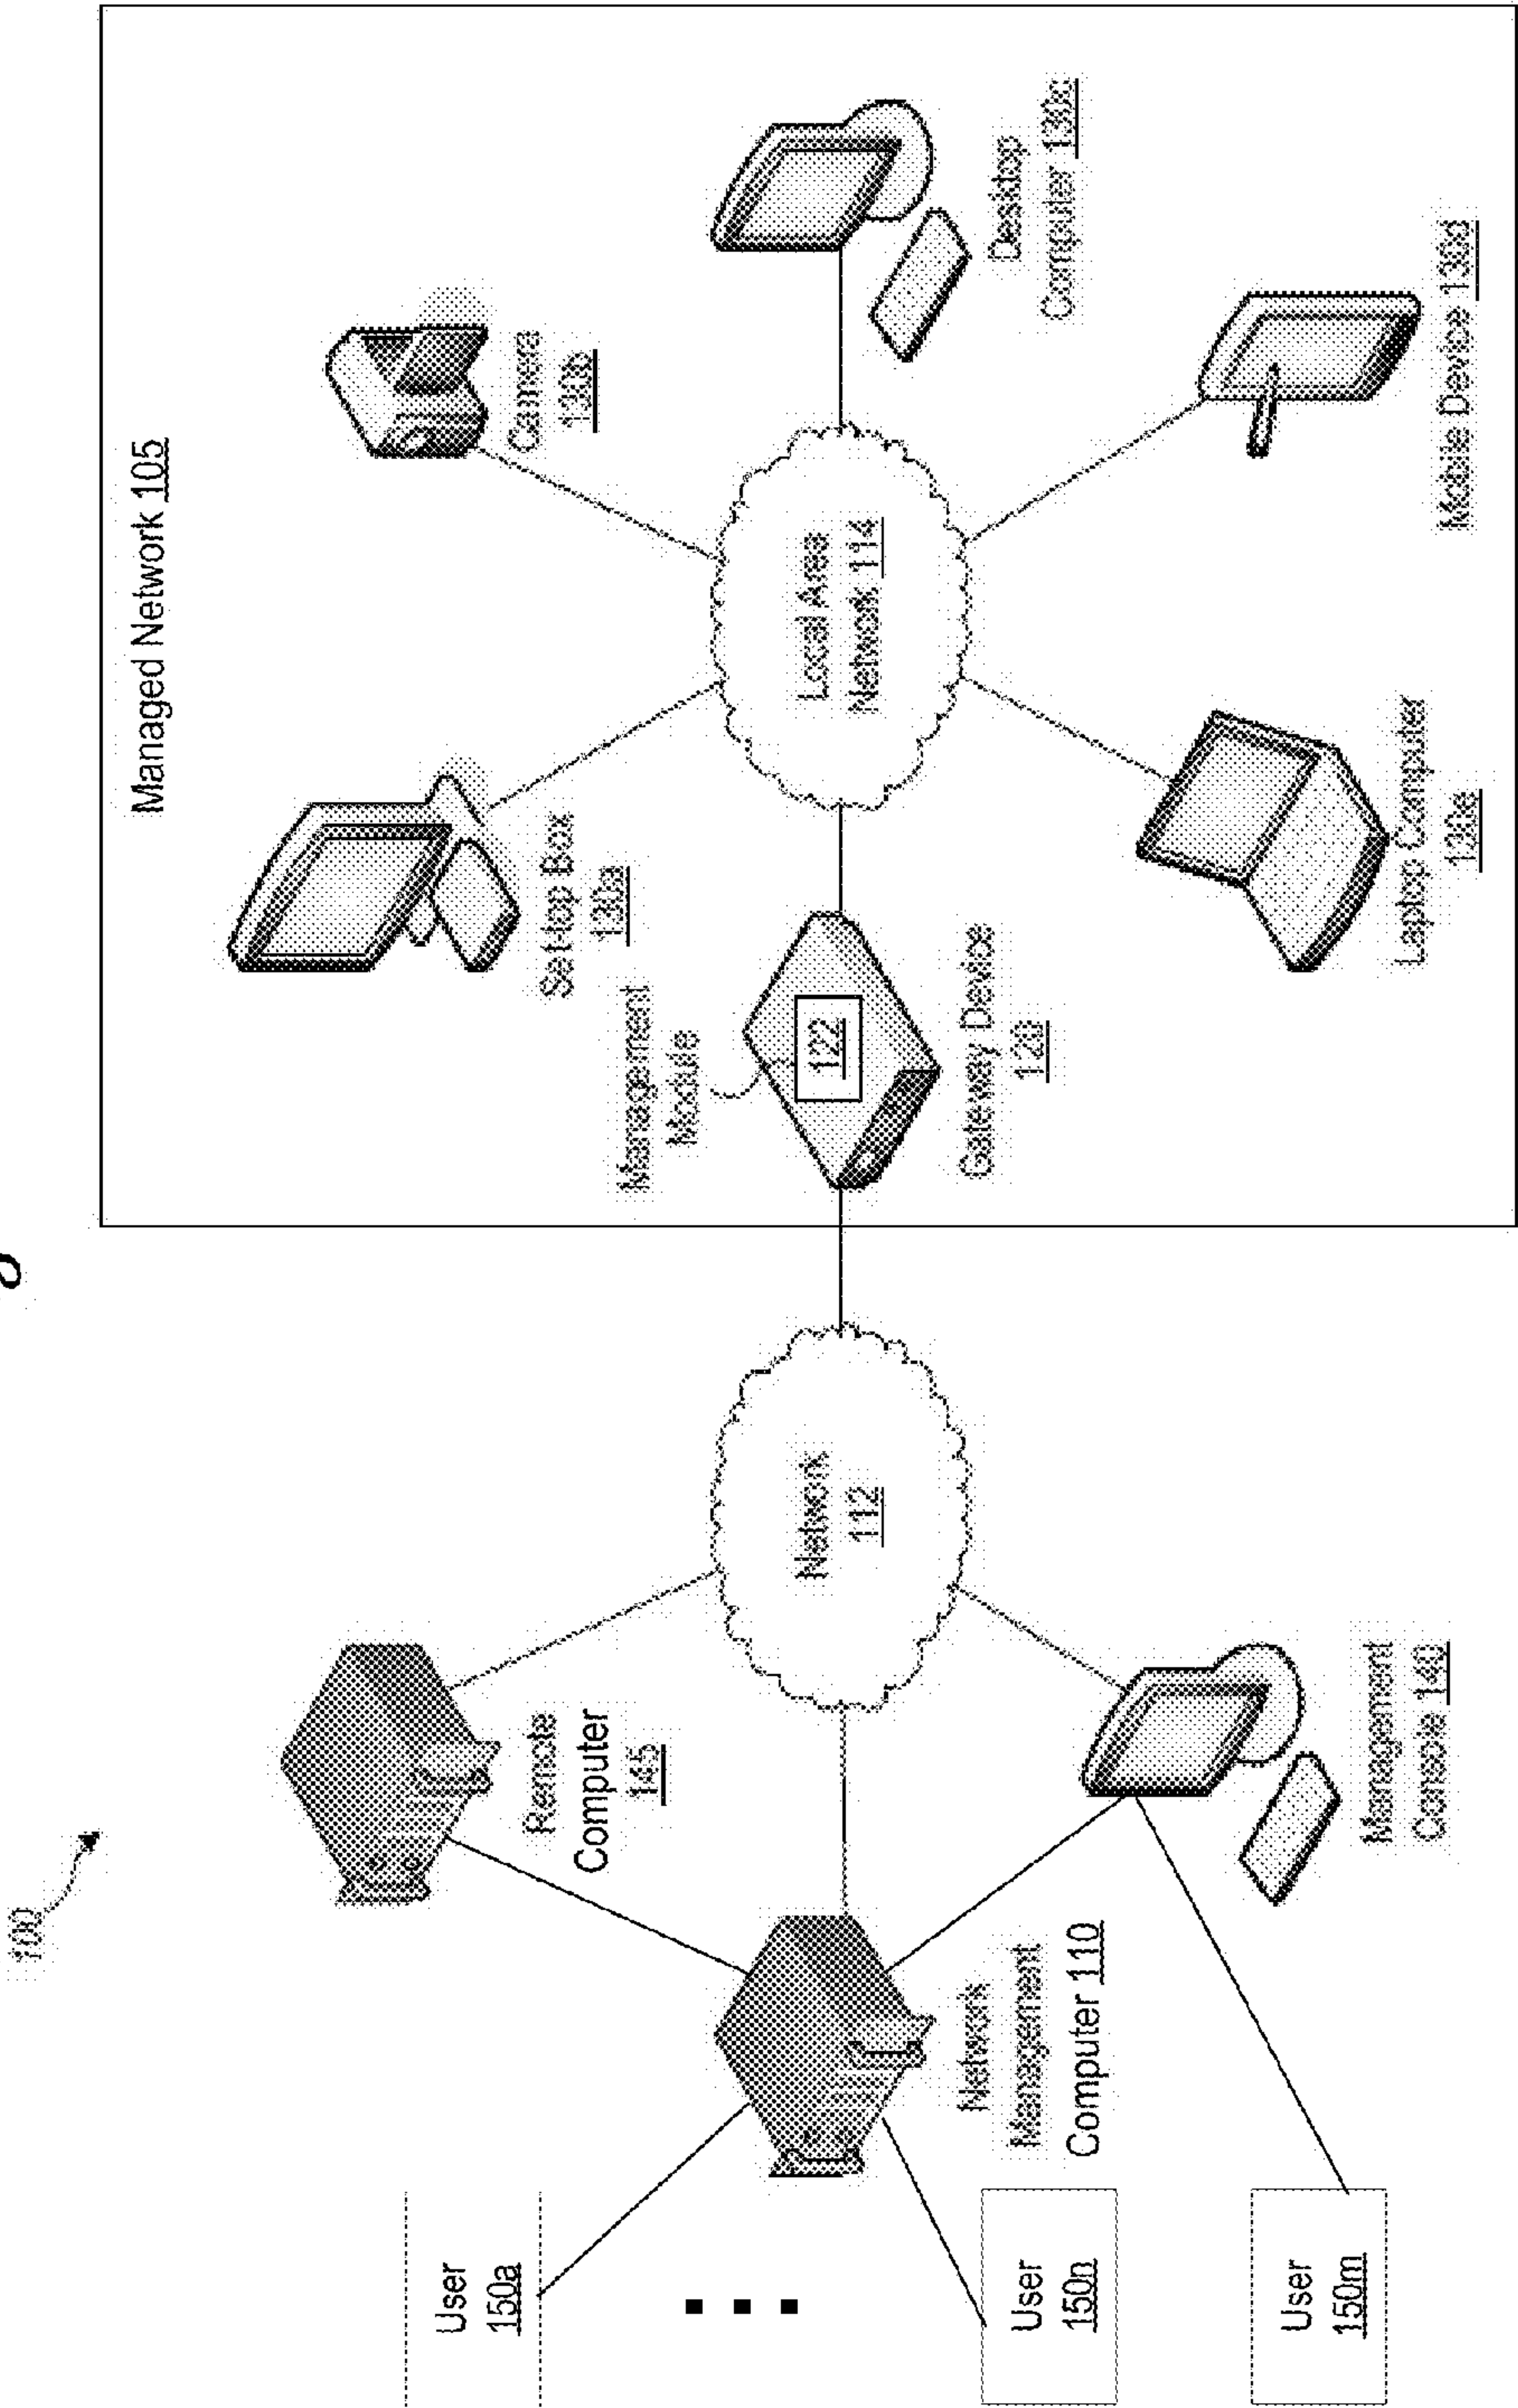 100
Managed Network 105
Set-top Box
130a
Camera
130b
Desktop
Computer 130c
Mobile Device 130d
Laptop Computer
130e
Local Area
Network 114
Management
Module
122
Gateway Device
120
Network
112
Remote
Computer
145
Network
Management
Computer 110
Management
Console 140
User
150a
User
150n
User
150m